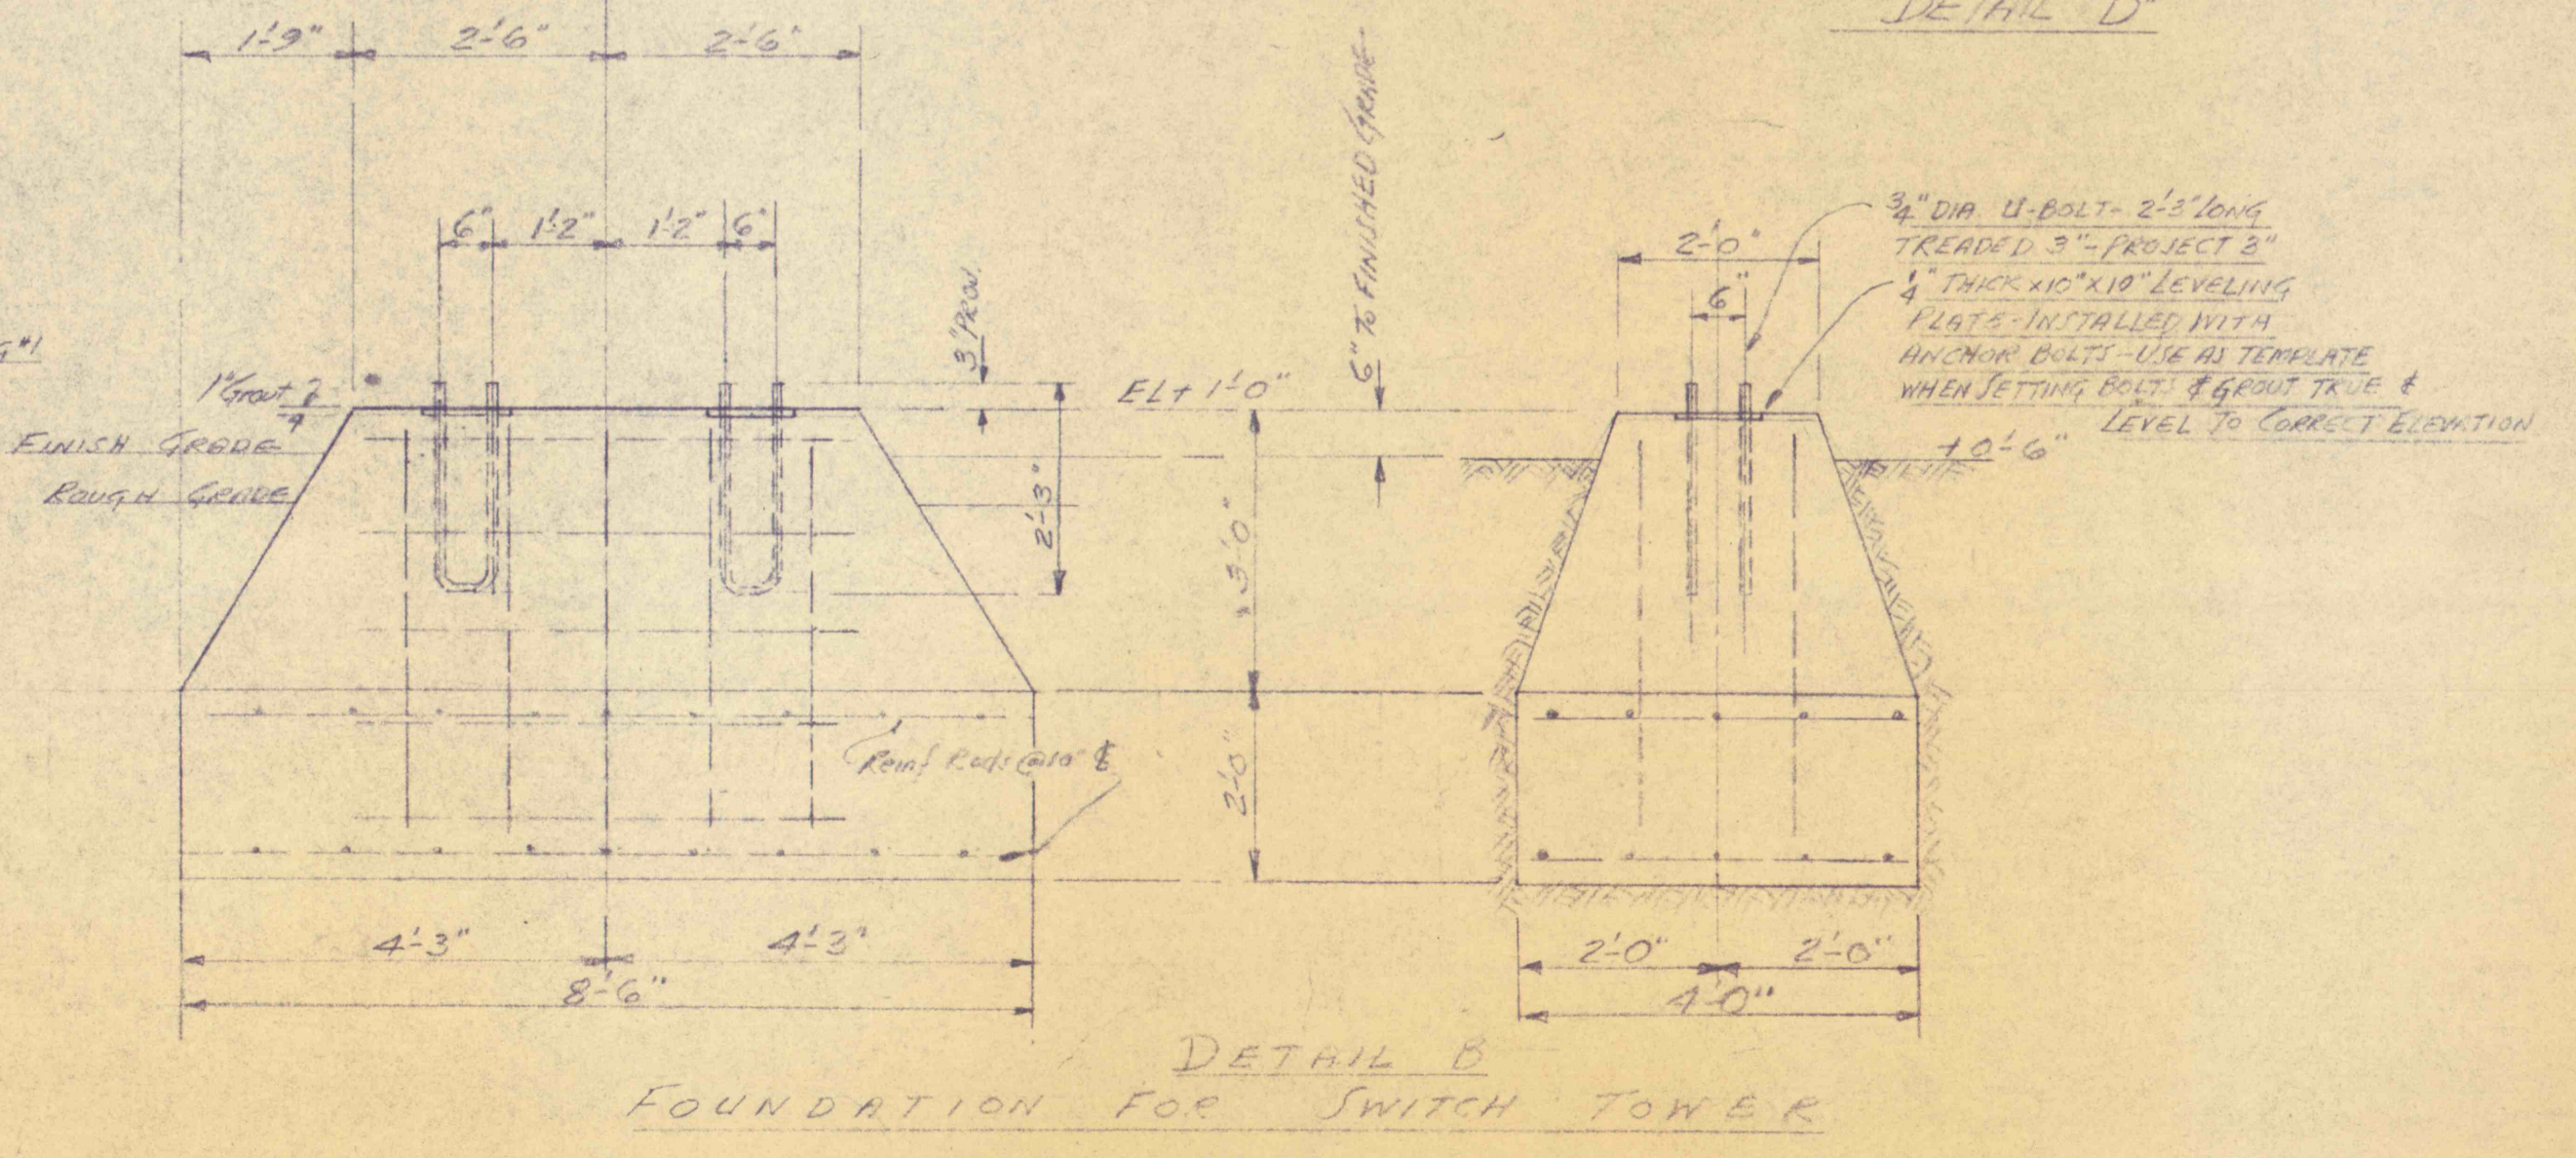 DETAIL "D"
1'-9" 2'-6" 2'-6"
6" 1'-2" 1'-2" 6"
3" PROJ.
6" TO FINISHED GRADE
2'-0"
6"
3/4" DIA. U-BOLT- 2'-3" LONG
TREADED 3"-PROJECT 3"
1/4" THICK x10"x10" LEVELING
PLATE-INSTALLED WITH
ANCHOR BOLTS-USE AS TEMPLATE
WHEN SETTING BOLTS & GROUT TRUE &
LEVEL TO CORRECT ELEVATION
#1
1" Grout
FINISH GRADE
ROUGH GRADE
EL + 1'-0"
+0'-6"
2'-3"
3'-0"
2'-0"
Reinf Rods @10"
4'-3" 4'-3"
8'-6"
2'-0" 2'-0"
4'-0"
DETAIL B
FOUNDATION FOR SWITCH TOWER